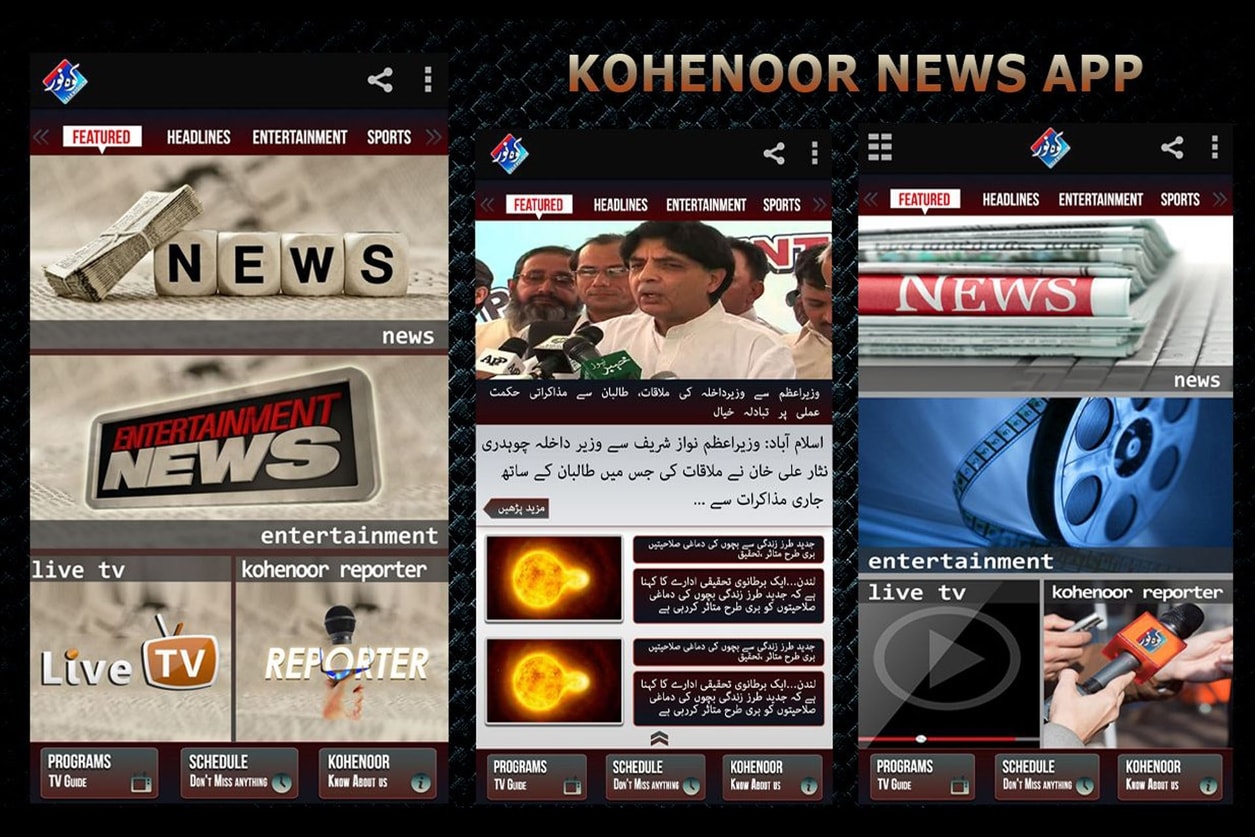 KOHENOOR NEWS APP
کوہ نور
FEATURED HEADLINES ENTERTAINMENT SPORTS
NEWS
news
ENTERTAINMENT
NEWS
entertainment
live tv
kohenoor reporter
Live TV
REPORTER
PROGRAMS
TV GUIDE
SCHEDULE
DON'T MISS ANYTHING
KOHENOOR
KNOW ABOUT US
کوہ نور
FEATURED HEADLINES ENTERTAINMENT SPORTS
APP
وزیراعظم سے وزیرداخلہ کی ملاقات، طالبان سے مذاکراتی حکمت
عملی پر تبادلہ خیال
اسلام آباد: وزیراعظم نواز شریف سے وزیر داخلہ چوہدری
نثار علی خان نے ملاقات کی جس میں طالبان کے ساتھ
جاری مذاکرات سے ...
مزید پڑھیں
جدید طرز زندگی سے بچوں کی دماغی صلاحیتیں
بری طرح متاثر ،تحقیق
لندن...ایک برطانوی تحقیقی ادارے کا کہنا
ہے کہ جدید طرز زندگی بچوں کی دماغی
صلاحیتوں کو بری طرح متاثر کررہی ہے
جدید طرز زندگی سے بچوں کی دماغی صلاحیتیں
بری طرح متاثر ،تحقیق
لندن...ایک برطانوی تحقیقی ادارے کا کہنا
ہے کہ جدید طرز زندگی بچوں کی دماغی
صلاحیتوں کو بری طرح متاثر کررہی ہے
PROGRAMS
TV GUIDE
SCHEDULE
DON'T MISS ANYTHING
KOHENOOR
KNOW ABOUT US
کوہ نور
FEATURED HEADLINES ENTERTAINMENT SPORTS
NEWS
news
entertainment
live tv
kohenoor reporter
کوہ نور
PROGRAMS
TV GUIDE
SCHEDULE
DON'T MISS ANYTHING
KOHENOOR
KNOW ABOUT US